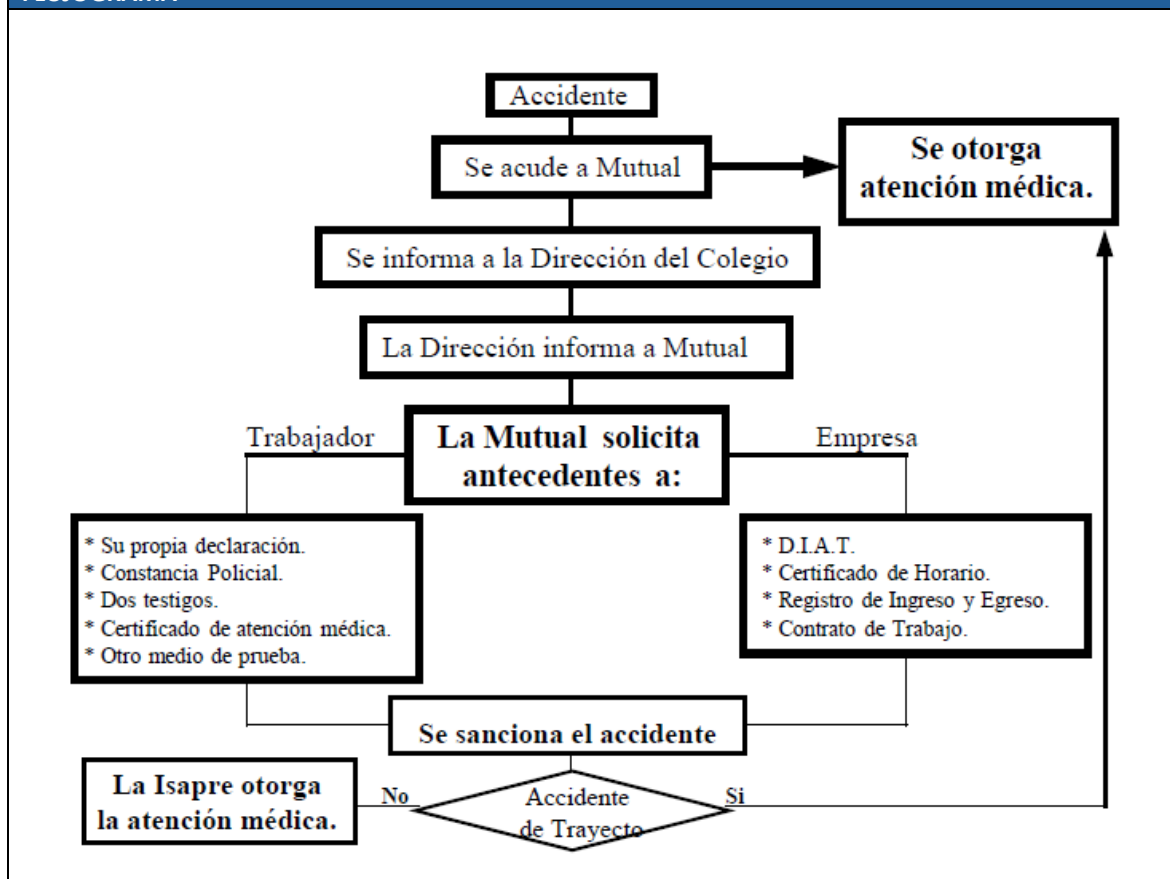 Accidente
Se acude a Mutual
Se otorga
atención médica.
Se informa a la Dirección del Colegio
La Dirección informa a Mutual
Trabajador
La Mutual solicita
antecedentes a:
Empresa
* Su propia declaración.
* Constancia Policial.
* Dos testigos.
* Certificado de atención médica.
* Otro medio de prueba.
* D.I.A.T.
* Certificado de Horario.
* Registro de Ingreso y Egreso.
* Contrato de Trabajo.
Se sanciona el accidente
La Isapre otorga
la atención médica.
No
Accidente
de Trayecto
Si